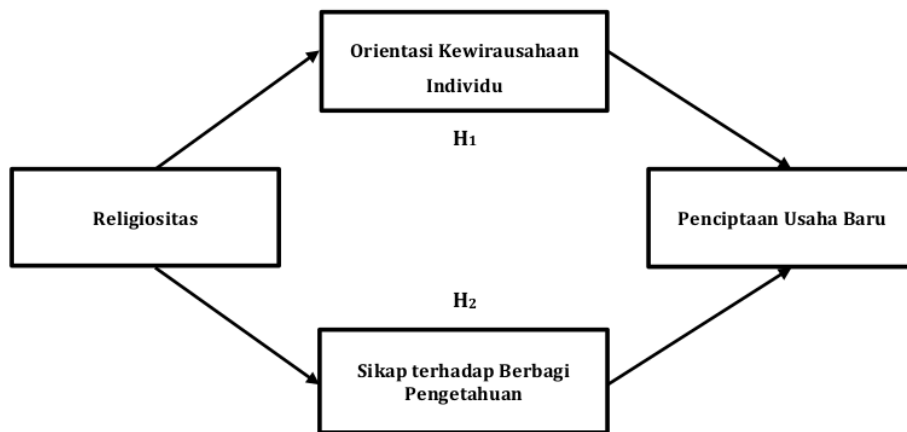 Orientasi Kewirausahaan
Individu
H1
Religiositas
Penciptaan Usaha Baru
H2
Sikap terhadap Berbagi
Pengetahuan